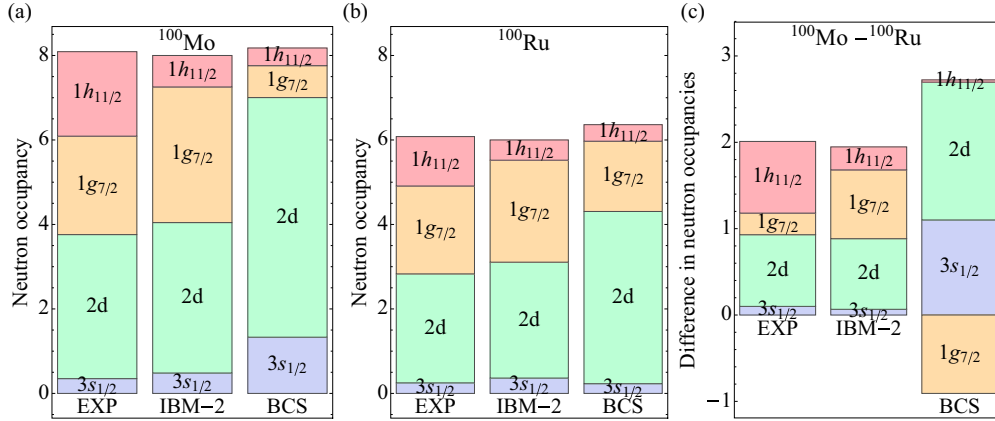 (a)
¹⁰⁰Mo
Neutron occupancy
8
6
4
2
0
1h₁₁/₂
1g₇/₂
2d
3s₁/₂
EXP
1h₁₁/₂
1g₇/₂
2d
3s₁/₂
IBM−2
1h₁₁/₂
1g₇/₂
2d
3s₁/₂
BCS
(b)
¹⁰⁰Ru
Neutron occupancy
8
6
4
2
0
1h₁₁/₂
1g₇/₂
2d
3s₁/₂
EXP
1h₁₁/₂
1g₇/₂
2d
3s₁/₂
IBM−2
1h₁₁/₂
1g₇/₂
2d
3s₁/₂
BCS
(c)
¹⁰⁰Mo −¹⁰⁰Ru
Difference in neutron occupancies
3
2
1
0
−1
1h₁₁/₂
1g₇/₂
2d
3s₁/₂
EXP
1h₁₁/₂
1g₇/₂
2d
3s₁/₂
IBM−2
1h₁₁/₂
2d
3s₁/₂
1g₇/₂
BCS